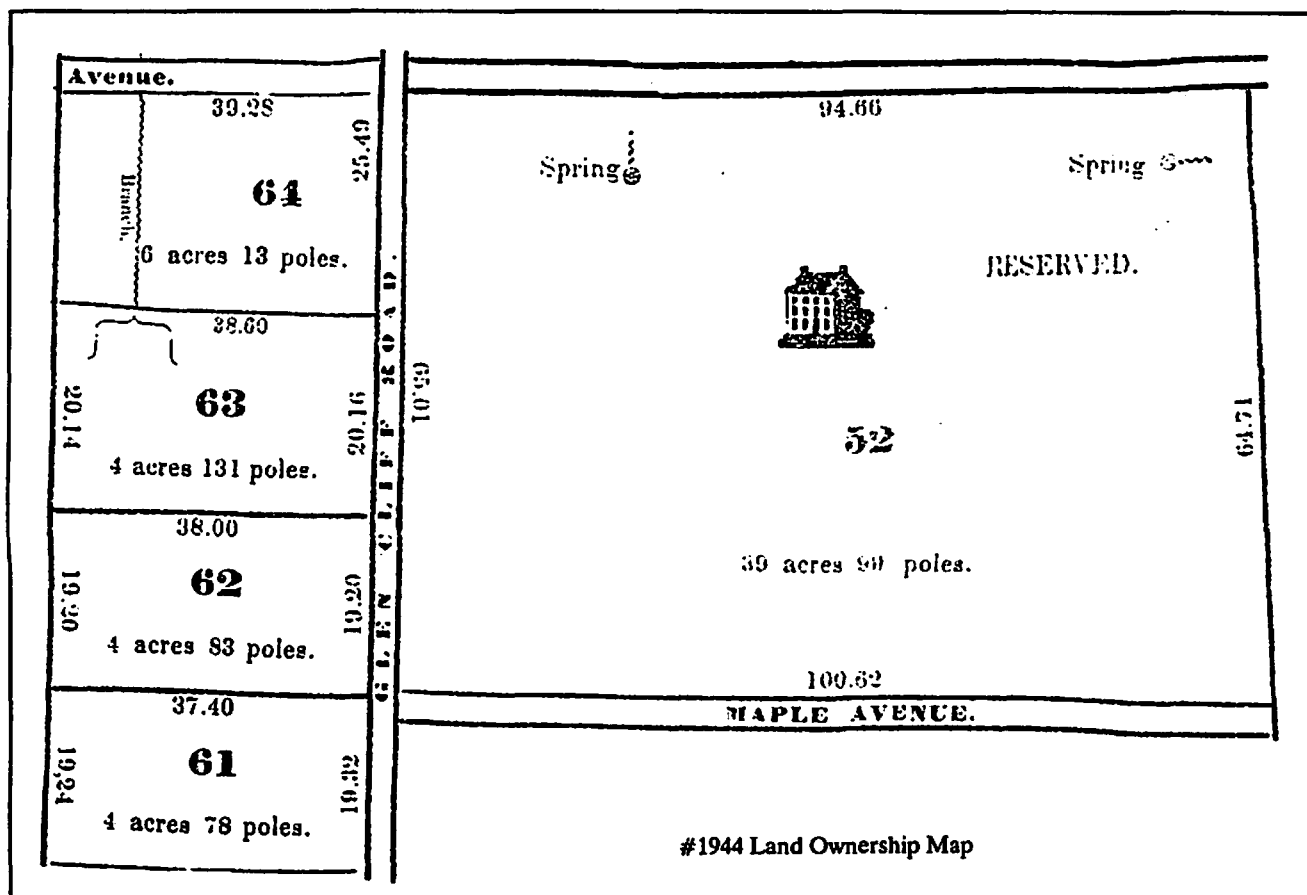 Avenue.
39.28
25.49
Branch.
64
6 acres 13 poles.
38.60
20.14
63
20.16
4 acres 131 poles.
38.00
19.20
62
19.20
4 acres 83 poles.
37.40
19,24
61
19.32
4 acres 78 poles.
GLEN CLIFF ROAD.
94.66
Spring
Spring
RESERVED.
64.71
52
39 acres poles.
100.62
MAPLE AVENUE.
#1944 Land Ownership Map